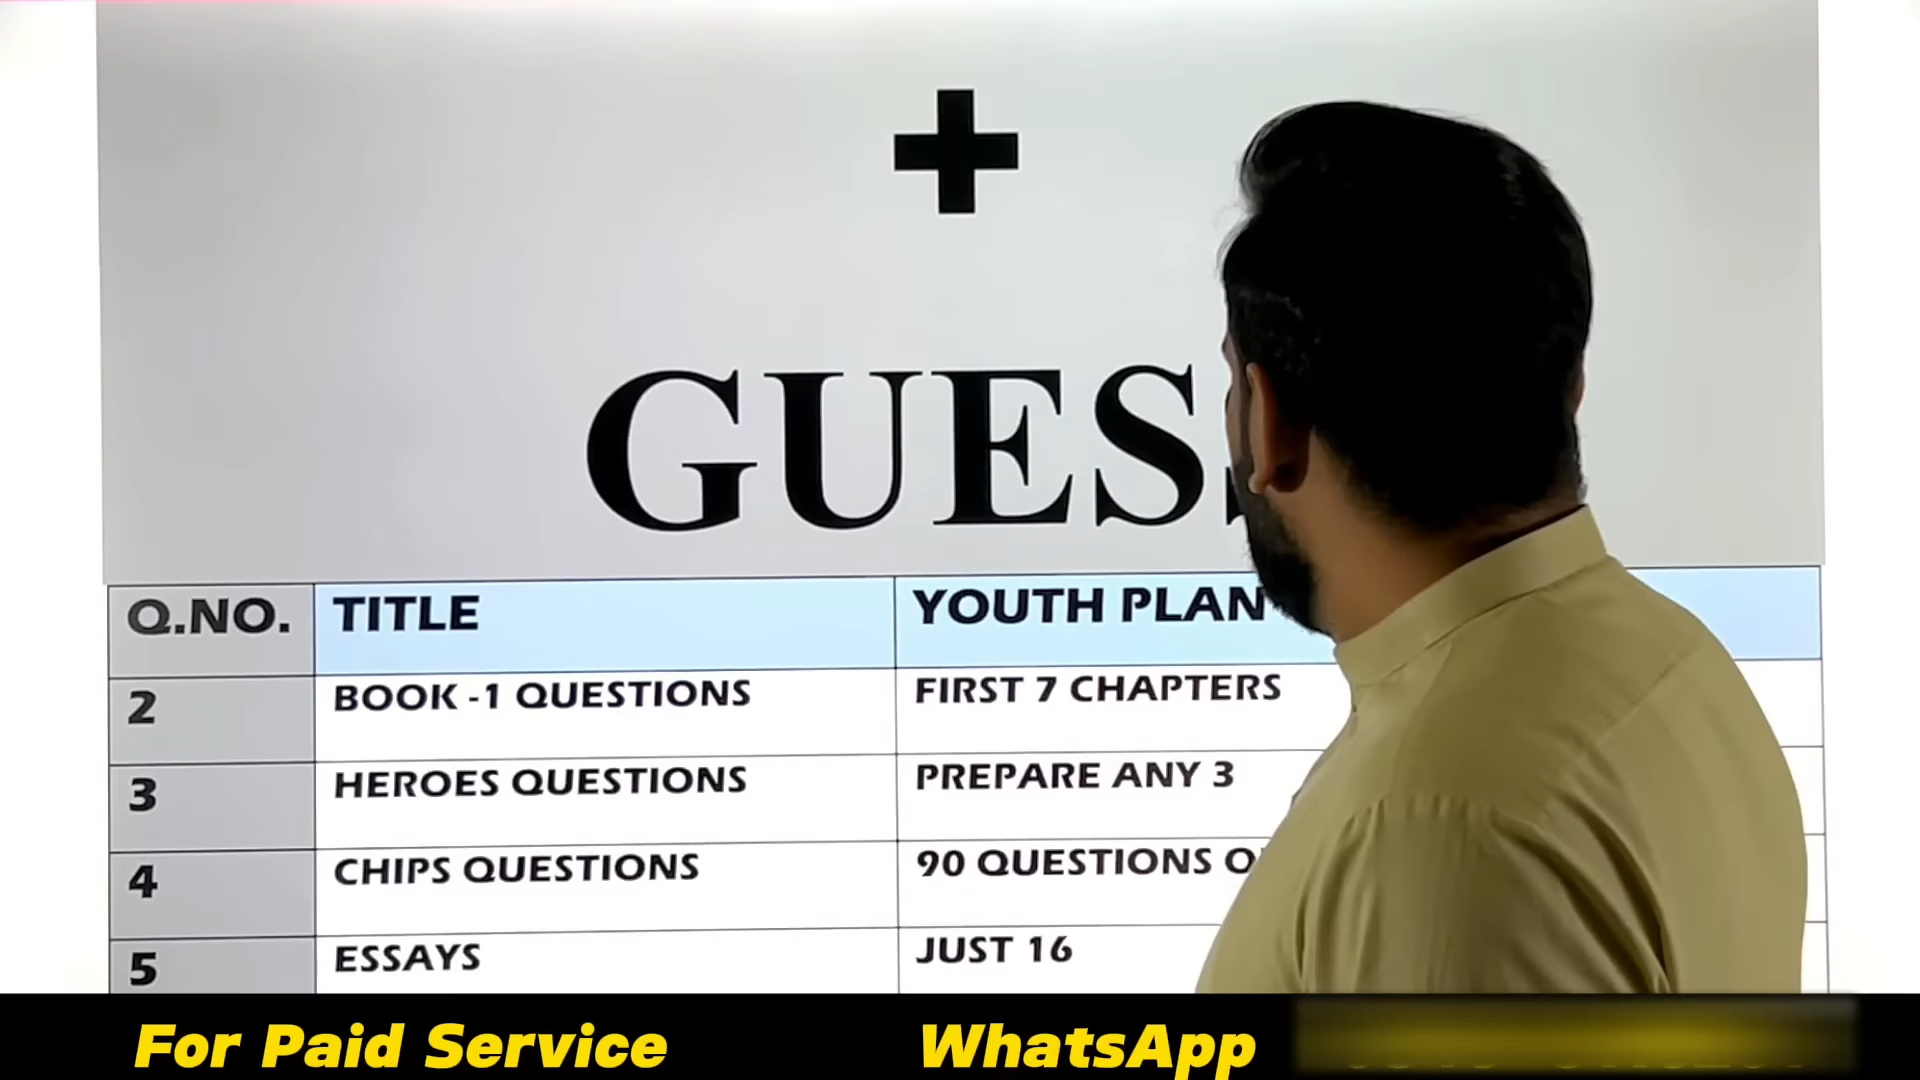 +
GUES
Q.NO. TITLE YOUTH PLAN
2 BOOK -1 QUESTIONS FIRST 7 CHAPTERS
3 HEROES QUESTIONS PREPARE ANY 3
4 CHIPS QUESTIONS 90 QUESTIONS
5 ESSAYS JUST 16
For Paid Service WhatsApp